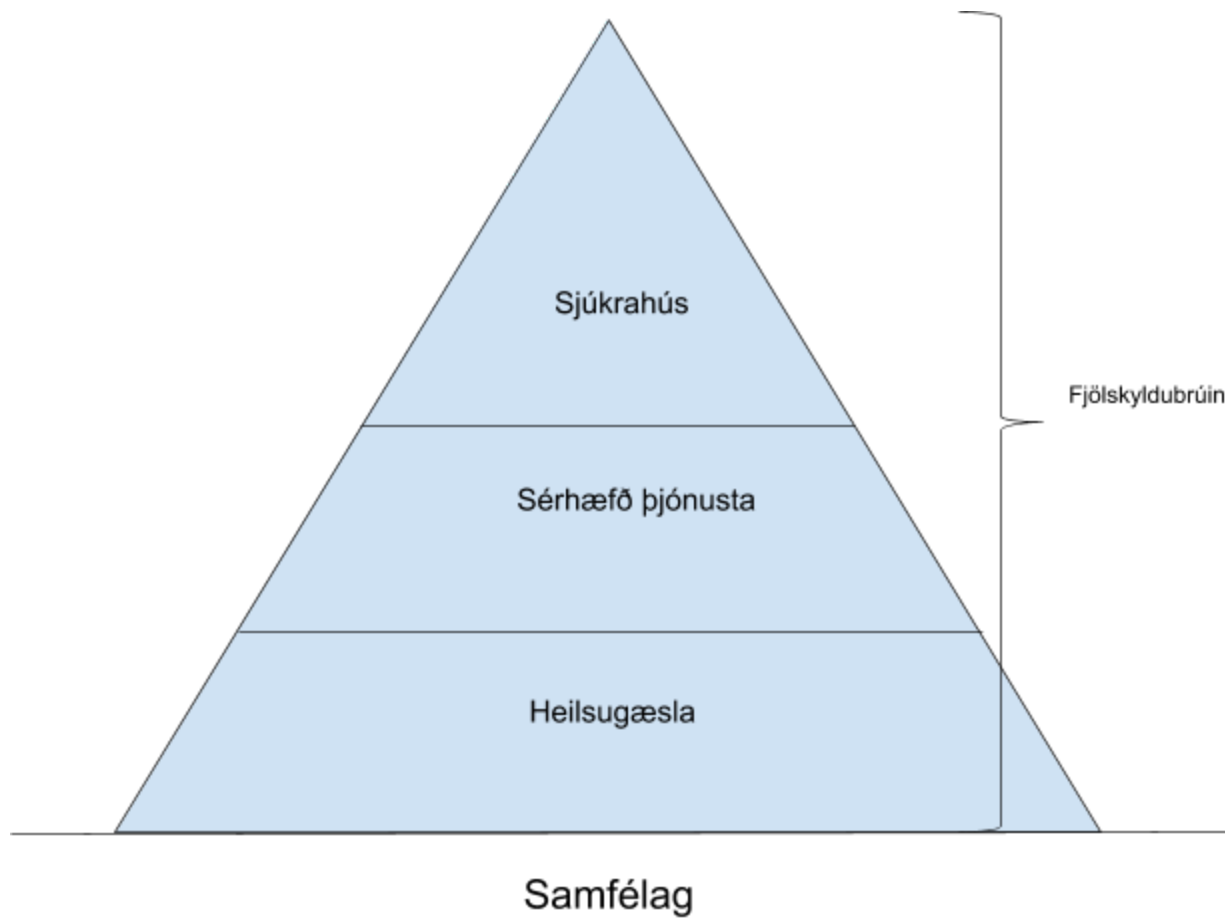 Sjúkrahús
Fjölskyldubrúin
Sérhæfð þjónusta
Heilsugæsla
Samfélag